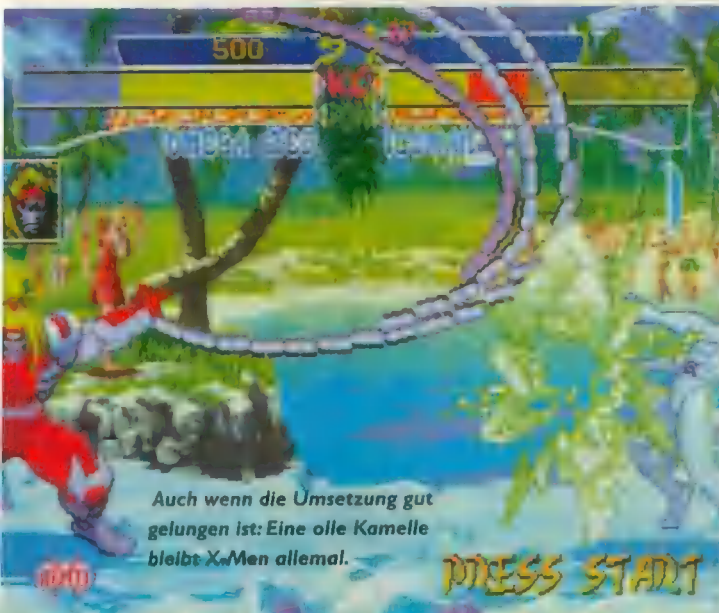 500
Auch wenn die Umsetzung gut
gelungen ist: Eine olle Kamelle
bleibt X-Men allemal.
PRESS START